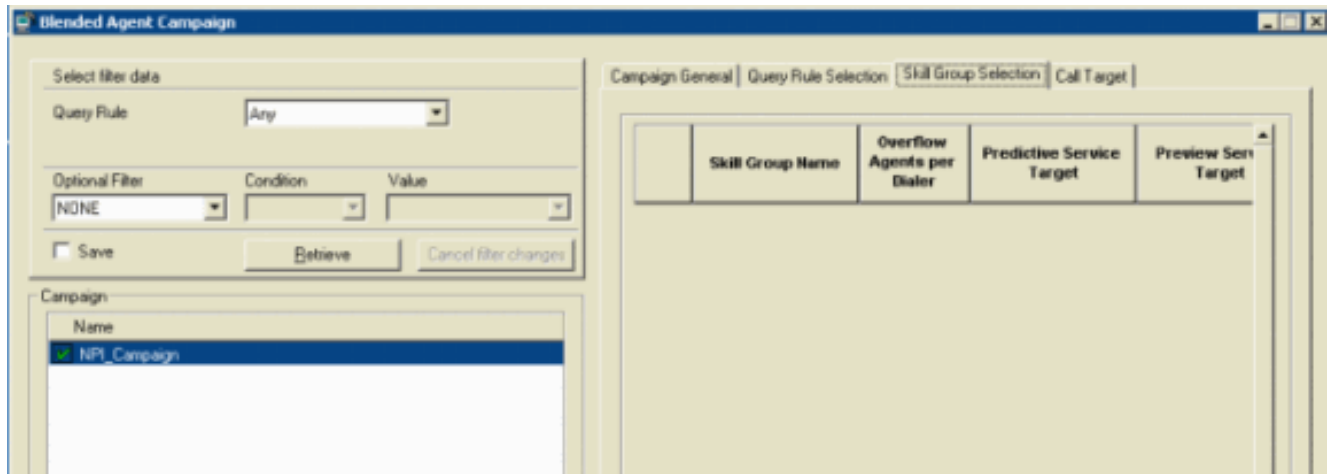 Blended Agent Campaign
Select filter data
Query Rule
Any
Optional Filter
Condition
Value
NONE
Save
Retrieve
Cancel filter changes
Campaign
Name
NPI_Campaign
Campaign General
Query Rule Selection
Skill Group Selection
Call Target
Skill Group Name
Overflow
Agents per
Dialer
Predictive Service
Target
Preview Serv
Target